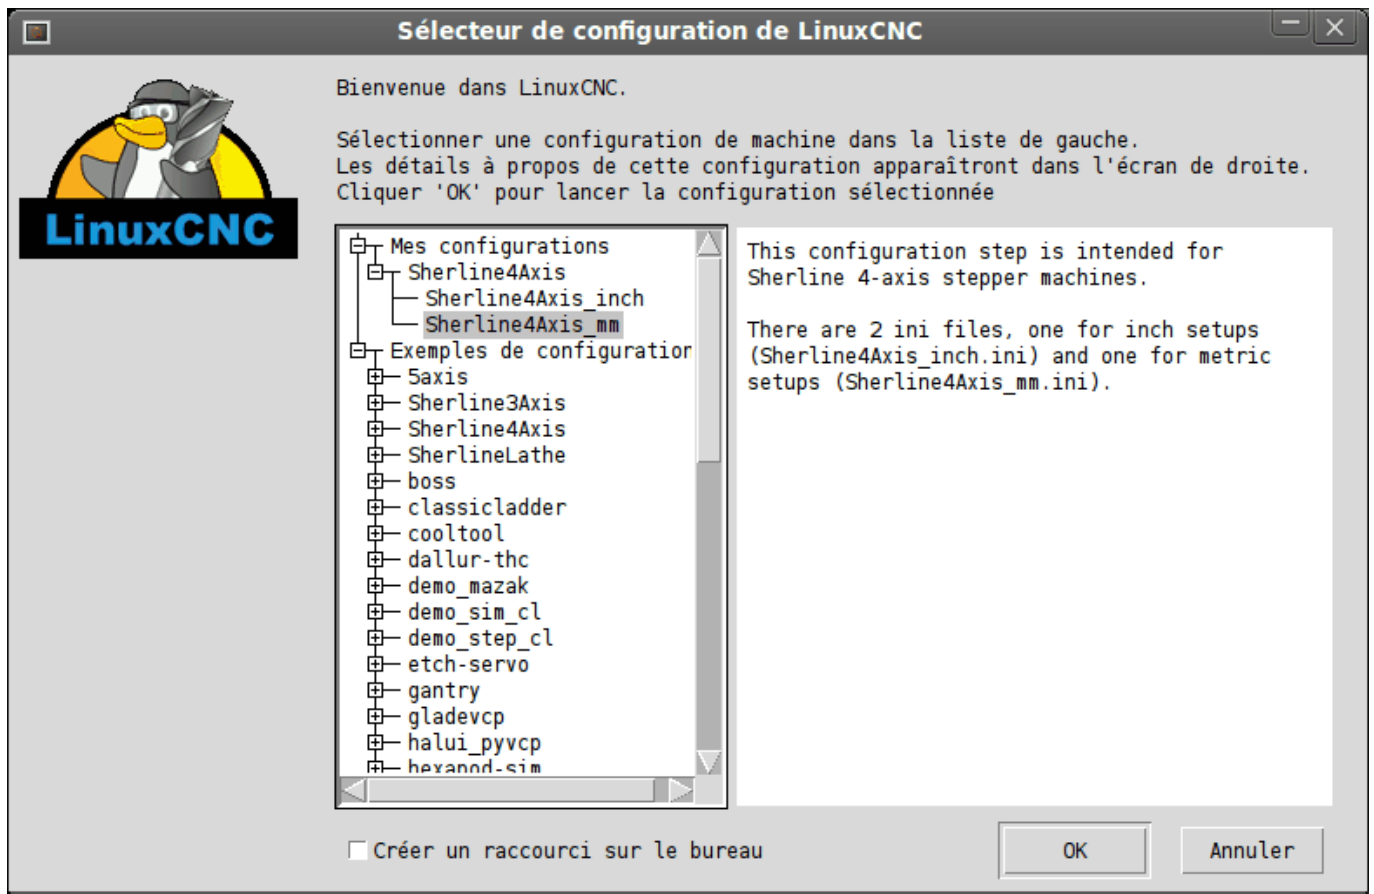 Sélecteur de configuration de LinuxCNC
LinuxCNC
Bienvenue dans LinuxCNC.
Sélectionner une configuration de machine dans la liste de gauche.
Les détails à propos de cette configuration apparaîtront dans l'écran de droite.
Cliquer 'OK' pour lancer la configuration sélectionnée
Mes configurations
Sherline4Axis
Sherline4Axis_inch
Sherline4Axis_mm
Exemples de configuration
5axis
Sherline3Axis
Sherline4Axis
SherlineLathe
boss
classicladder
cooltool
dallur-thc
demo_mazak
demo_sim_cl
demo_step_cl
etch-servo
gantry
gladevcp
halui_pyvcp
hexapod-sim
This configuration step is intended for
Sherline 4-axis stepper machines.
There are 2 ini files, one for inch setups
(Sherline4Axis_inch.ini) and one for metric
setups (Sherline4Axis_mm.ini).
Créer un raccourci sur le bureau
OK
Annuler